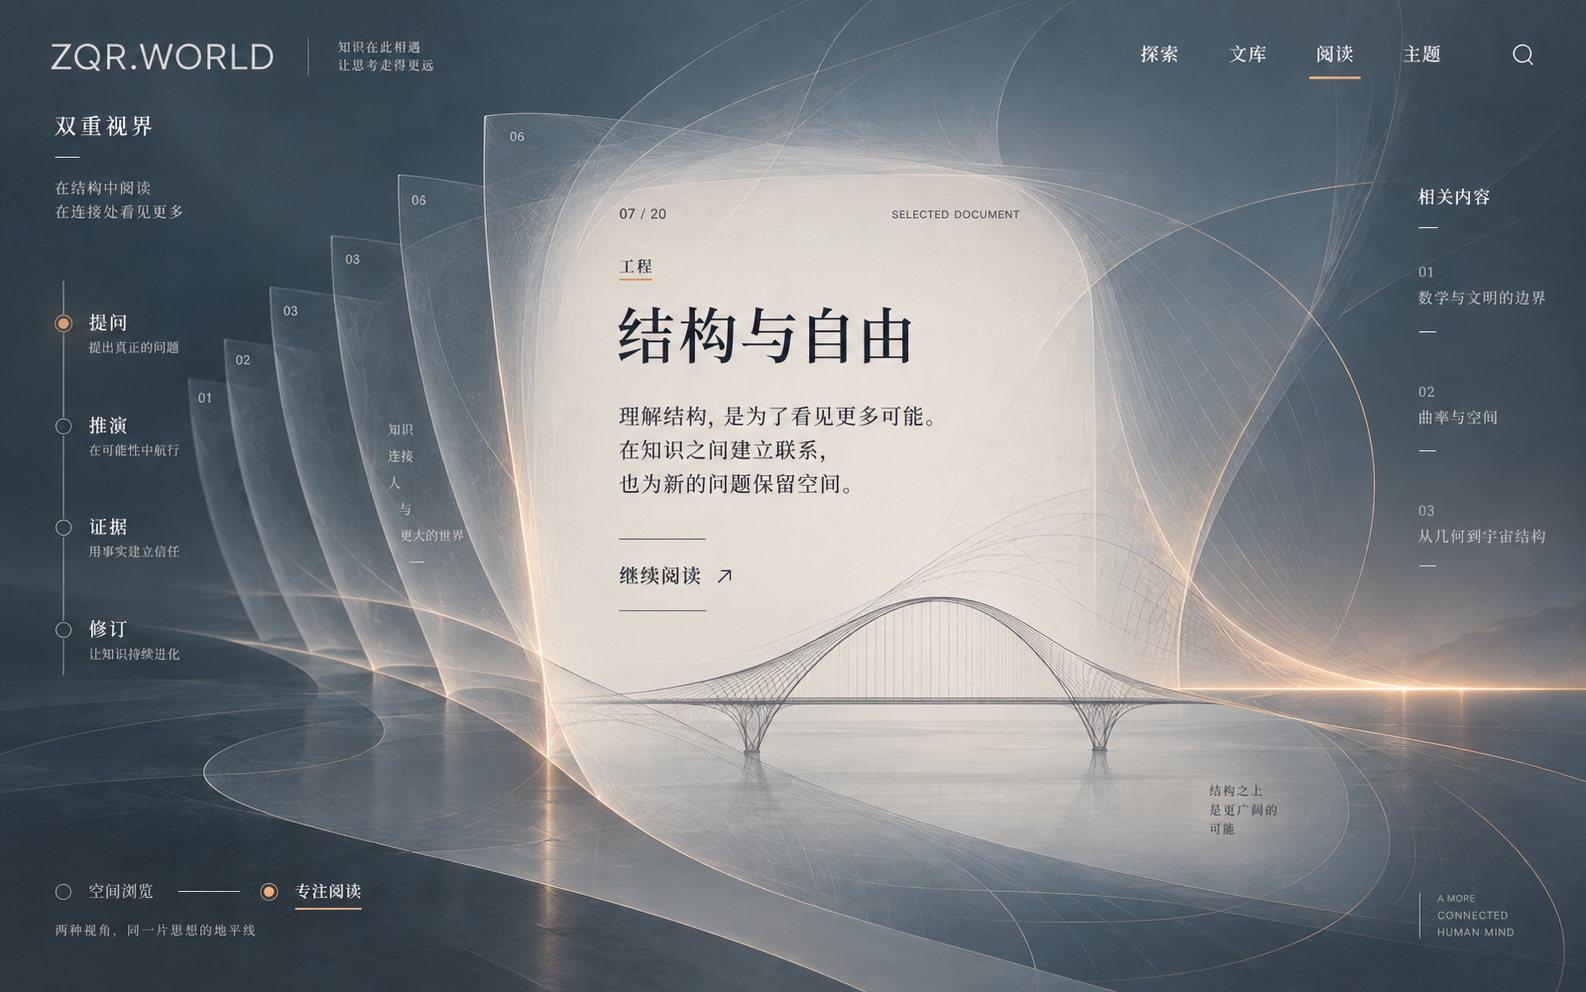 ZQR.WORLD
知识在此相遇
让思考走得更远
探索
文库
阅读
主题
双重视界
在结构中阅读
在连接处看见更多
提问
提出真正的问题
推演
在可能性中航行
证据
用事实建立信任
修订
让知识持续进化
01
02
03
03
06
06
知识
连接
人
与
更大的世界
07 / 20
SELECTED DOCUMENT
工程
结构与自由
理解结构, 是为了看见更多可能。
在知识之间建立联系,
也为新的问题保留空间。
继续阅读
相关内容
01
数学与文明的边界
02
曲率与空间
03
从几何到宇宙结构
结构之上
是更广阔的
可能
空间浏览
专注阅读
两种视角, 同一片思想的地平线
A MORE
CONNECTED
HUMAN MIND